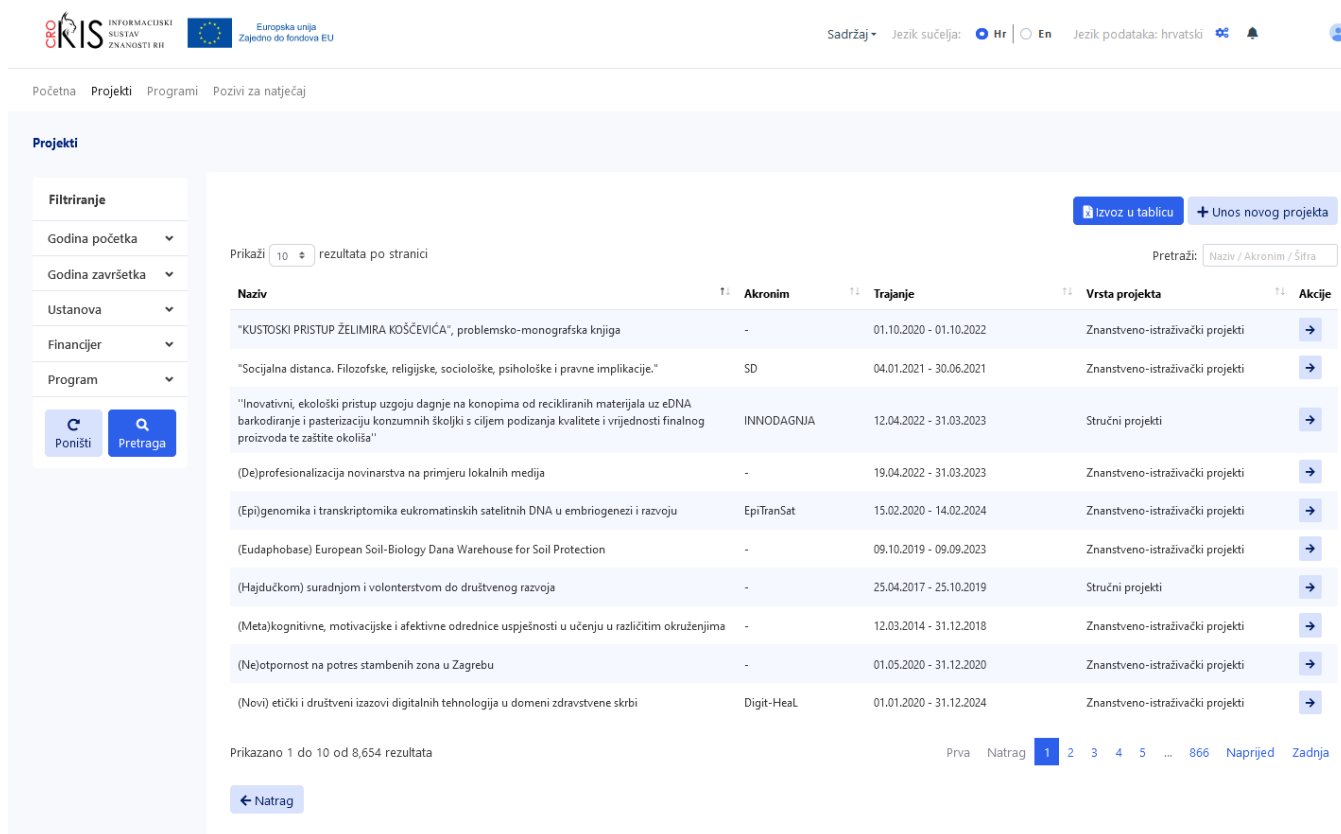 CRO KIS INFORMACIJSKI
SUSTAV
ZNANOSTI RH
Europska unija
Zajedno do fondova EU
Sadržaj Jezik sučelja: Hr En Jezik podataka: hrvatski
Početna Projekti Programi Pozivi za natječaj
Projekti
Filtriranje
Godina početka
Godina završetka
Ustanova
Financijer
Program
Poništi Pretraga
Izvoz u tablicu + Unos novog projekta
Prikaži 10 rezultata po stranici Pretraži: Naziv / Akronim / Šifra
Naziv Akronim Trajanje Vrsta projekta Akcije
"KUSTOSKI PRISTUP ŽELIMIRA KOŠČEVIĆA", problemsko-monografska knjiga - 01.10.2020 - 01.10.2022 Znanstveno-istraživački projekti
"Socijalna distanca. Filozofske, religijske, sociološke, psihološke i pravne implikacije." SD 04.01.2021 - 30.06.2021 Znanstveno-istraživački projekti
''Inovativni, ekološki pristup uzgoju dagnje na konopima od recikliranih materijala uz eDNA
barkodiranje i pasterizaciju konzumnih školjki s ciljem podizanja kvalitete i vrijednosti finalnog INNODAGNJA 12.04.2022 - 31.03.2023 Stručni projekti
proizvoda te zaštite okoliša''
(De)profesionalizacija novinarstva na primjeru lokalnih medija - 19.04.2022 - 31.03.2023 Znanstveno-istraživački projekti
(Epi)genomika i transkriptomika eukromatinskih satelitnih DNA u embriogenezi i razvoju EpiTranSat 15.02.2020 - 14.02.2024 Znanstveno-istraživački projekti
(Eudaphobase) European Soil-Biology Dana Warehouse for Soil Protection - 09.10.2019 - 09.09.2023 Znanstveno-istraživački projekti
(Hajdučkom) suradnjom i volonterstvom do društvenog razvoja - 25.04.2017 - 25.10.2019 Stručni projekti
(Meta)kognitivne, motivacijske i afektivne odrednice uspješnosti u učenju u različitim okruženjima - 12.03.2014 - 31.12.2018 Znanstveno-istraživački projekti
(Ne)otpornost na potres stambenih zona u Zagrebu - 01.05.2020 - 31.12.2020 Znanstveno-istraživački projekti
(Novi) etički i društveni izazovi digitalnih tehnologija u domeni zdravstvene skrbi Digit-HeaL 01.01.2020 - 31.12.2024 Znanstveno-istraživački projekti
Prikazano 1 do 10 od 8,654 rezultata Prva Natrag 1 2 3 4 5 ... 866 Naprijed Zadnja
Natrag